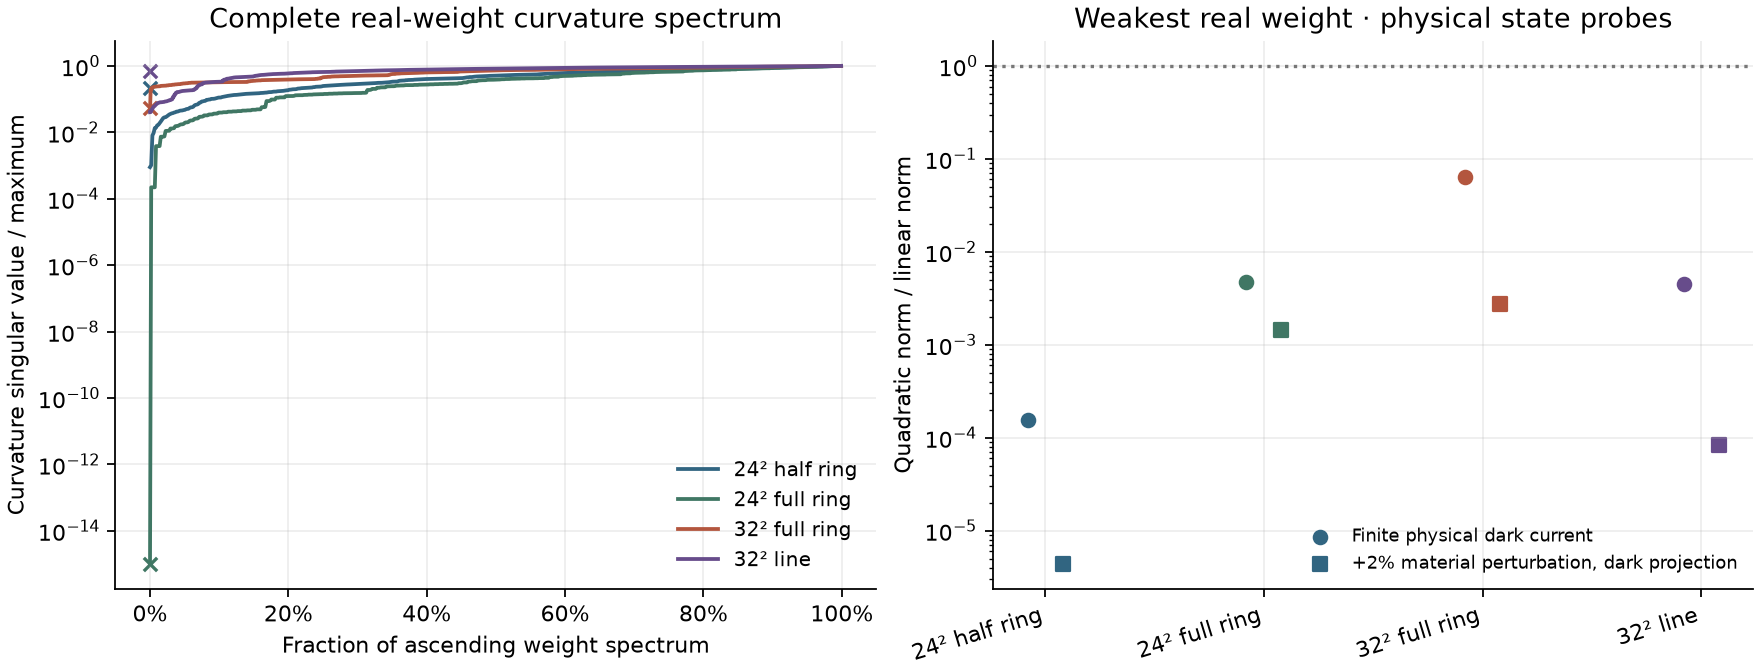 Complete real-weight curvature spectrum
Curvature singular value / maximum
10⁰
10⁻²
10⁻⁴
10⁻⁶
10⁻⁸
10⁻¹⁰
10⁻¹²
10⁻¹⁴
0%
20%
40%
60%
80%
100%
Fraction of ascending weight spectrum
24² half ring
24² full ring
32² full ring
32² line
Weakest real weight · physical state probes
Quadratic norm / linear norm
10⁰
10⁻¹
10⁻²
10⁻³
10⁻⁴
10⁻⁵
Finite physical dark current
+2% material perturbation, dark projection
24² half ring
24² full ring
32² full ring
32² line